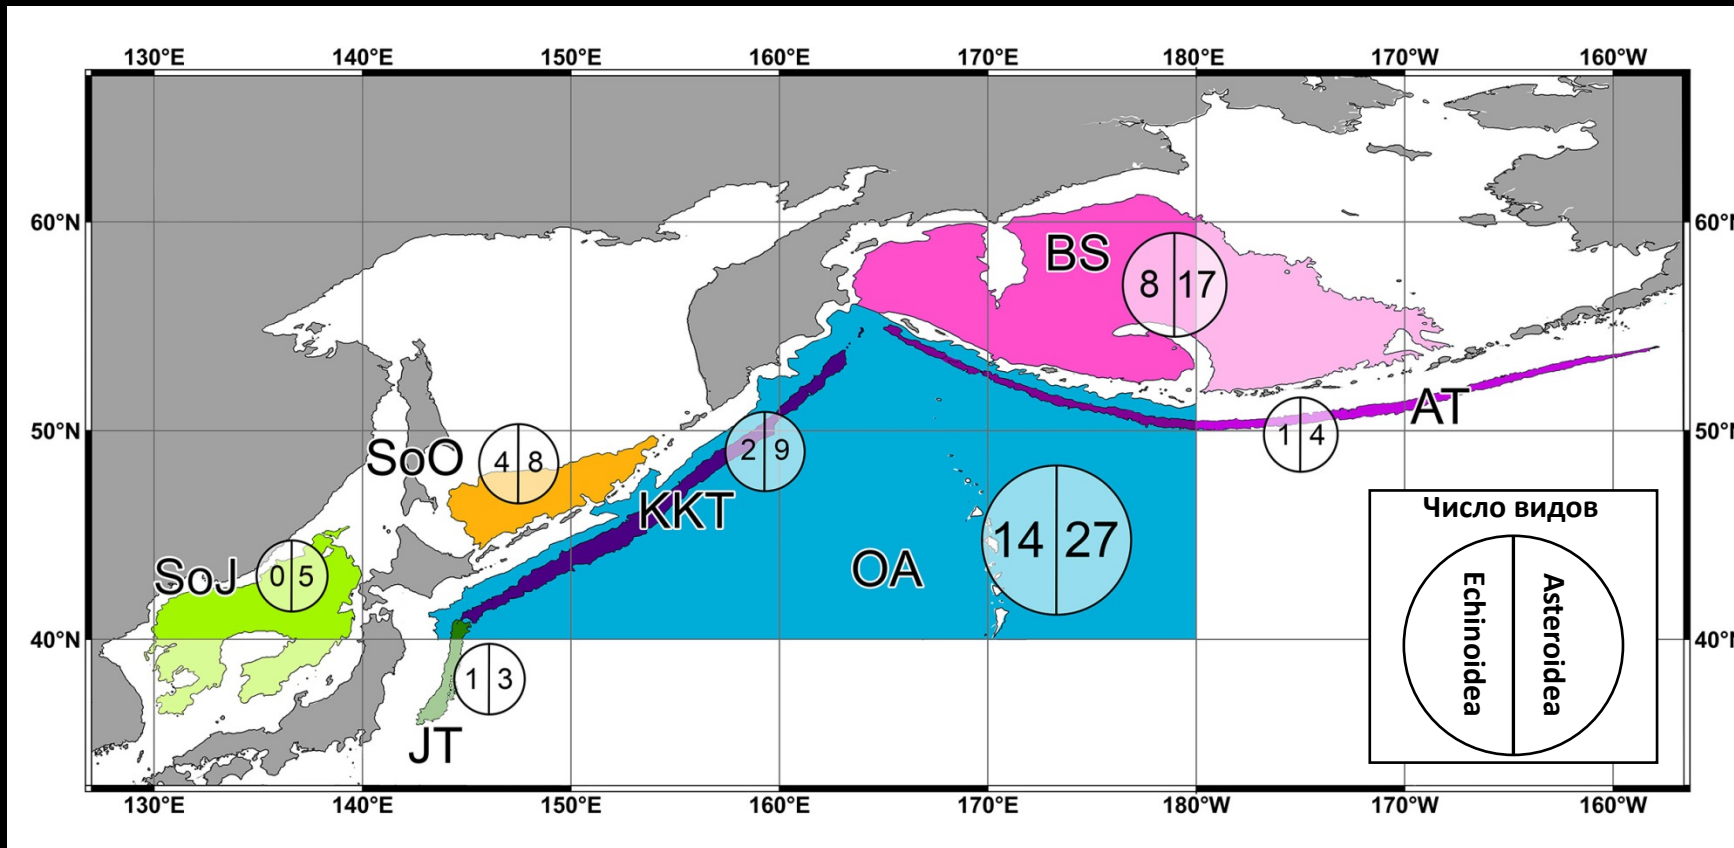 130°E 140°E 150°E 160°E 170°E 180°E 170°W 160°W
60°N 60°N
BS
8 17
50°N 50°N
AT
1 4
SoO
4 8
2 9
KKT
14 27
OA
SoJ
0 5
40°N 40°N
1 3
JT
Число видов
Echinoidea
Asteroidea
130°E 140°E 150°E 160°E 170°E 180°W 170°W 160°W